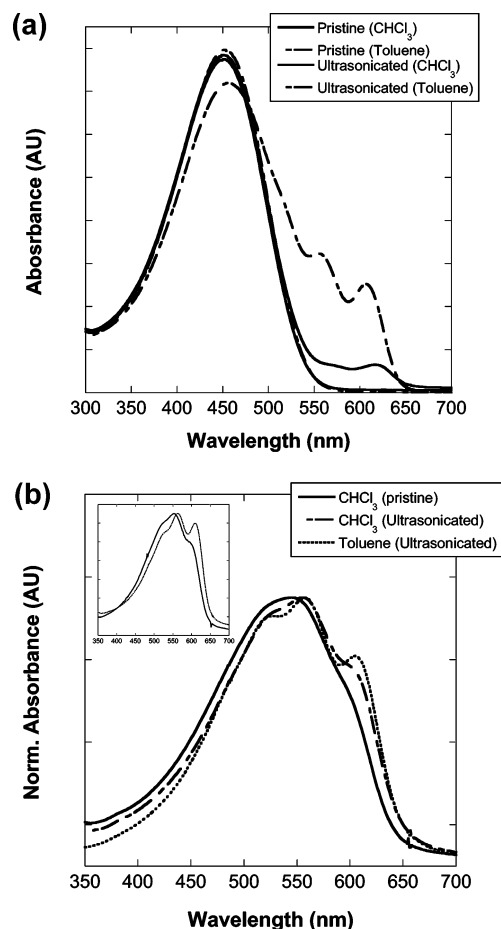 (a)
Pristine (CHCl3)
Pristine (Toluene)
Ultrasonicated (CHCl3)
Ultrasonicated (Toluene)
Abosrbance (AU)
300 350 400 450 500 550 600 650 700
Wavelength (nm)
(b)
CHCl3 (pristine)
CHCl3 (Ultrasonicated)
Toluene (Ultrasonicated)
350 400 450 500 550 600 650 700
Norm. Absorbance (AU)
350 400 450 500 550 600 650 700
Wavelength (nm)